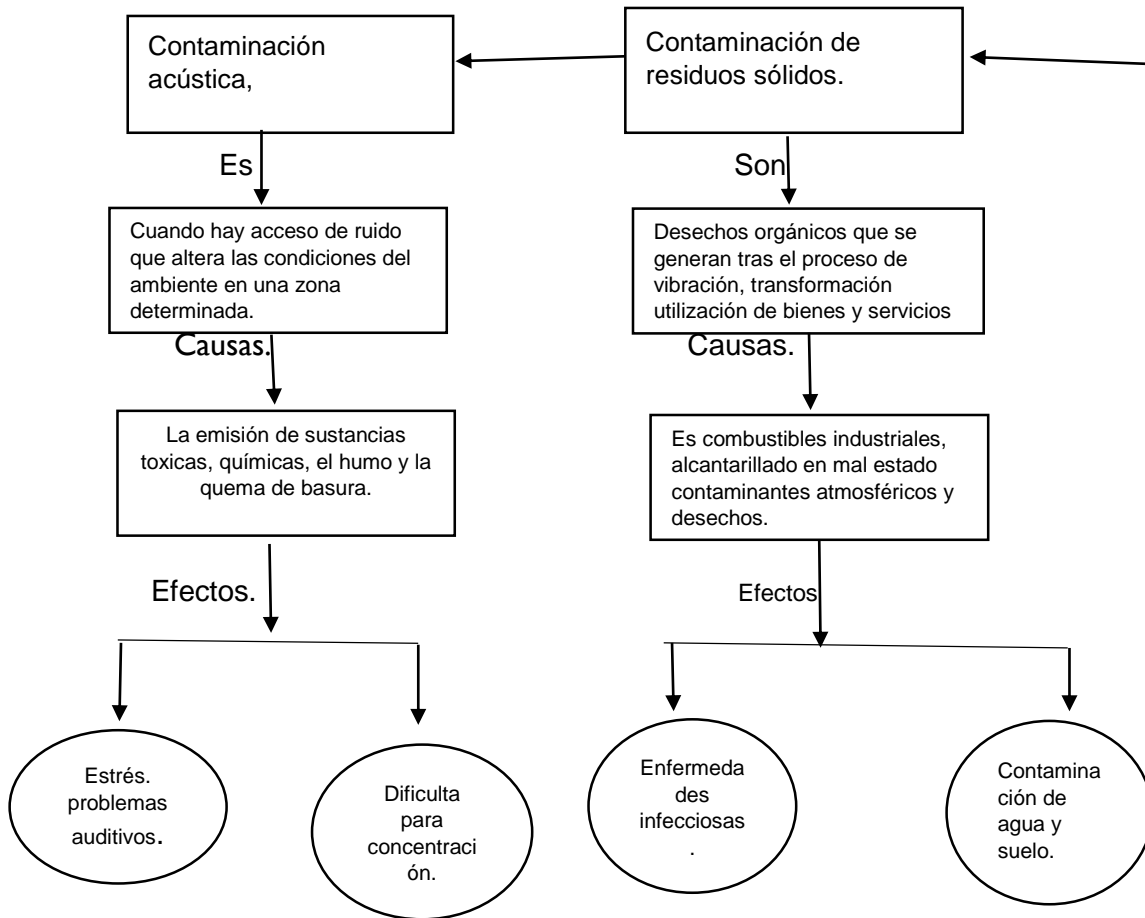 Contaminación
acústica,
Contaminación de
residuos sólidos.
Es
Son
Cuando hay acceso de ruido
que altera las condiciones del
ambiente en una zona
determinada.
Desechos orgánicos que se
generan tras el proceso de
vibración, transformación
utilización de bienes y servicios
Causas.
Causas.
La emisión de sustancias
toxicas, químicas, el humo y la
quema de basura.
Es combustibles industriales,
alcantarillado en mal estado
contaminantes atmosféricos y
desechos.
Efectos.
Efectos
Estrés.
problemas
auditivos.
Dificulta
para
concentraci
ón.
Enfermeda
des
infecciosas
.
Contamina
ción de
agua y
suelo.